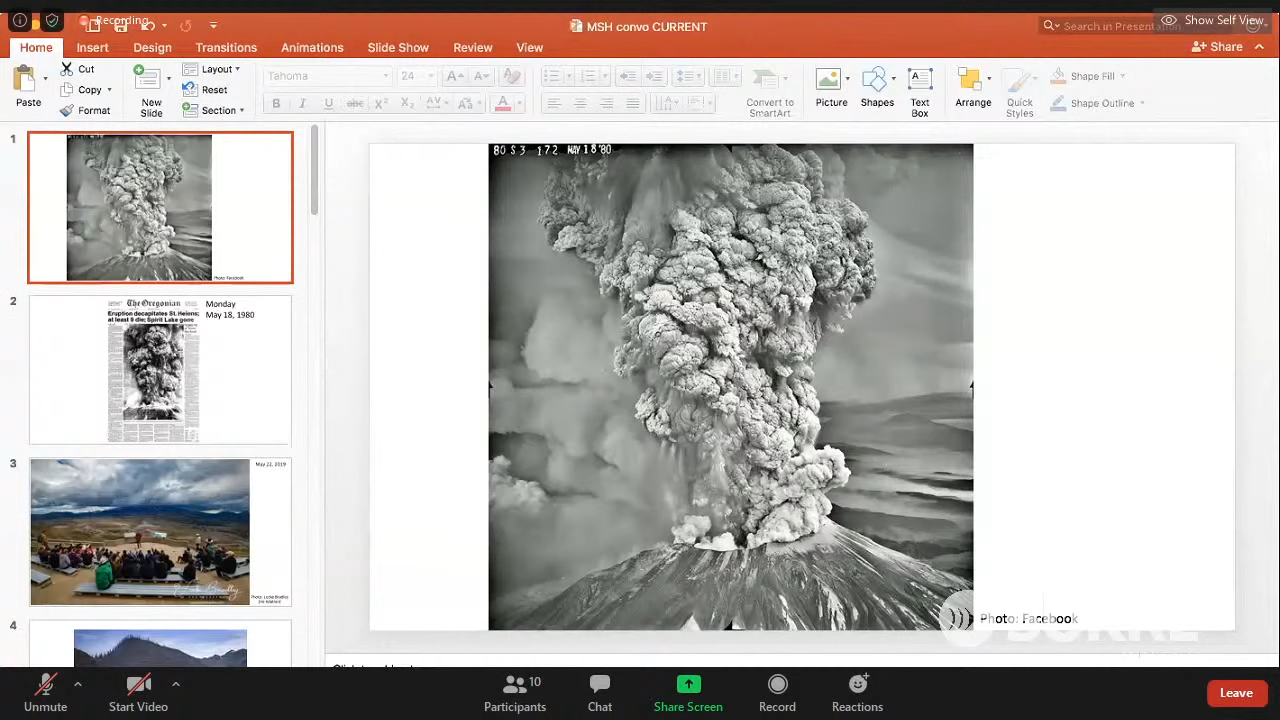 Recording
MSH convo CURRENT
Search in Presentation
Show Self View
Home
Insert
Design
Transitions
Animations
Slide Show
Review
View
Share
Paste
Cut
Copy
Format
New
Slide
Layout
Reset
Section
Tahoma
24
Convert to
SmartArt
Picture
Shapes
Text
Box
Arrange
Quick
Styles
Shape Fill
Shape Outline
1
Photo: Facebook
2
The Oregonian
Eruption decapitates St. Helens;
at least 9 die; Spirit Lake gone
Monday
May 18, 1980
3
May 22, 2019
4
80 S 3 172 MAY 18 '80
Photo: Facebook
Unmute
Start Video
10
Participants
Chat
Share Screen
Record
Reactions
Leave